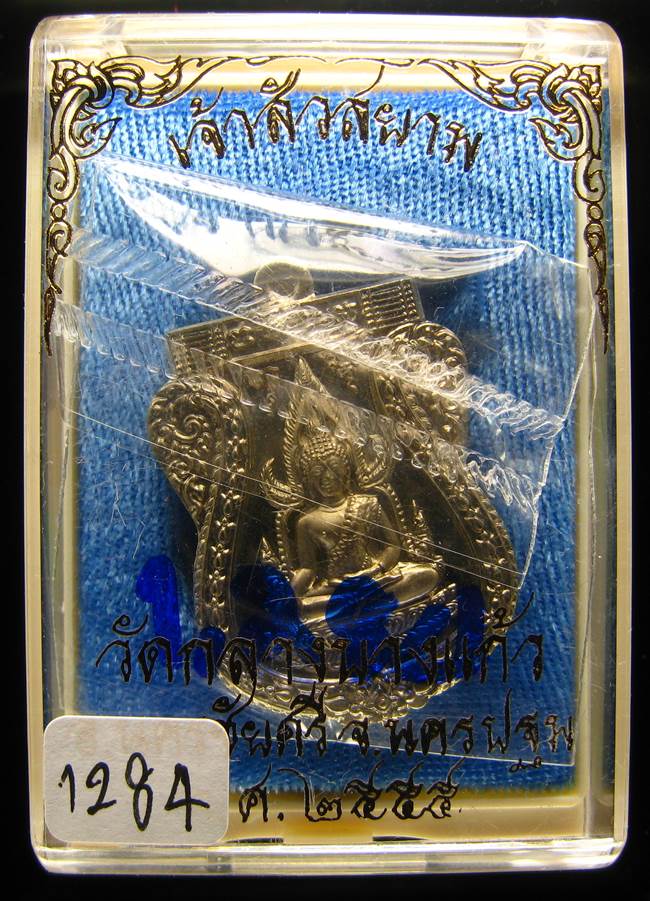 เจ้าสัวสยาม
วัดกลางบางแก้ว
ชัยศรี จ.นครปฐม
ศ.๒๕๕๕
1284